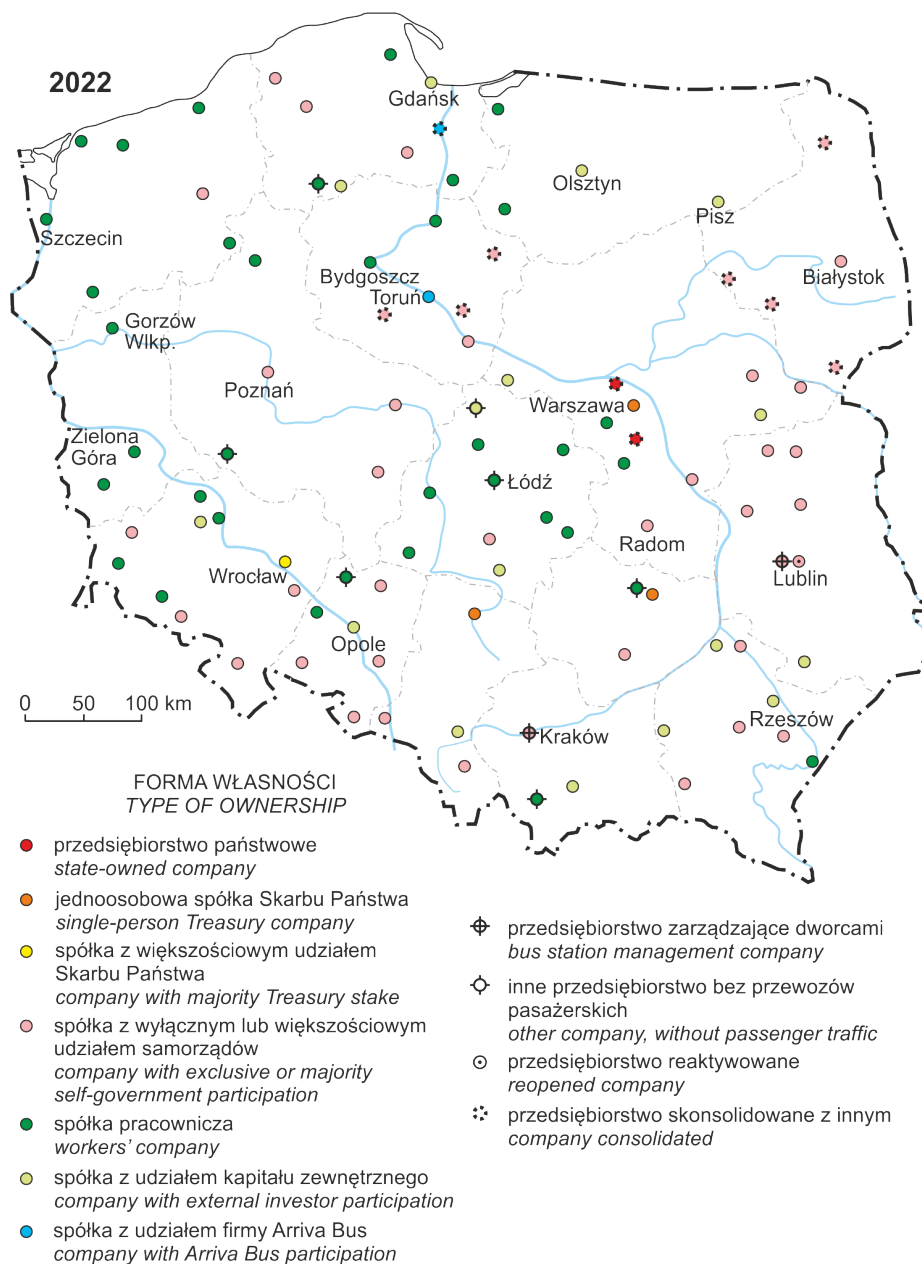 2022
Gdańsk
Olsztyn
Pisz
Szczecin
Białystok
Bydgoszcz
Toruń
Gorzów
Wlkp.
Poznań
Warszawa
Zielona
Góra
Łódź
Radom
Wrocław
Lublin
Opole
0 50 100 km
Rzeszów
Kraków
FORMA WŁASNOŚCI
TYPE OF OWNERSHIP
przedsiębiorstwo państwowe
state-owned company
jednoosobowa spółka Skarbu Państwa
single-person Treasury company
spółka z większościowym udziałem
Skarbu Państwa
company with majority Treasury stake
spółka z wyłącznym lub większościowym
udziałem samorządów
company with exclusive or majority
self-government participation
spółka pracownicza
workers' company
spółka z udziałem kapitału zewnętrznego
company with external investor participation
spółka z udziałem firmy Arriva Bus
company with Arriva Bus participation
przedsiębiorstwo zarządzające dworcami
bus station management company
inne przedsiębiorstwo bez przewozów
pasażerskich
other company, without passenger traffic
przedsiębiorstwo reaktywowane
reopened company
przedsiębiorstwo skonsolidowane z innym
company consolidated